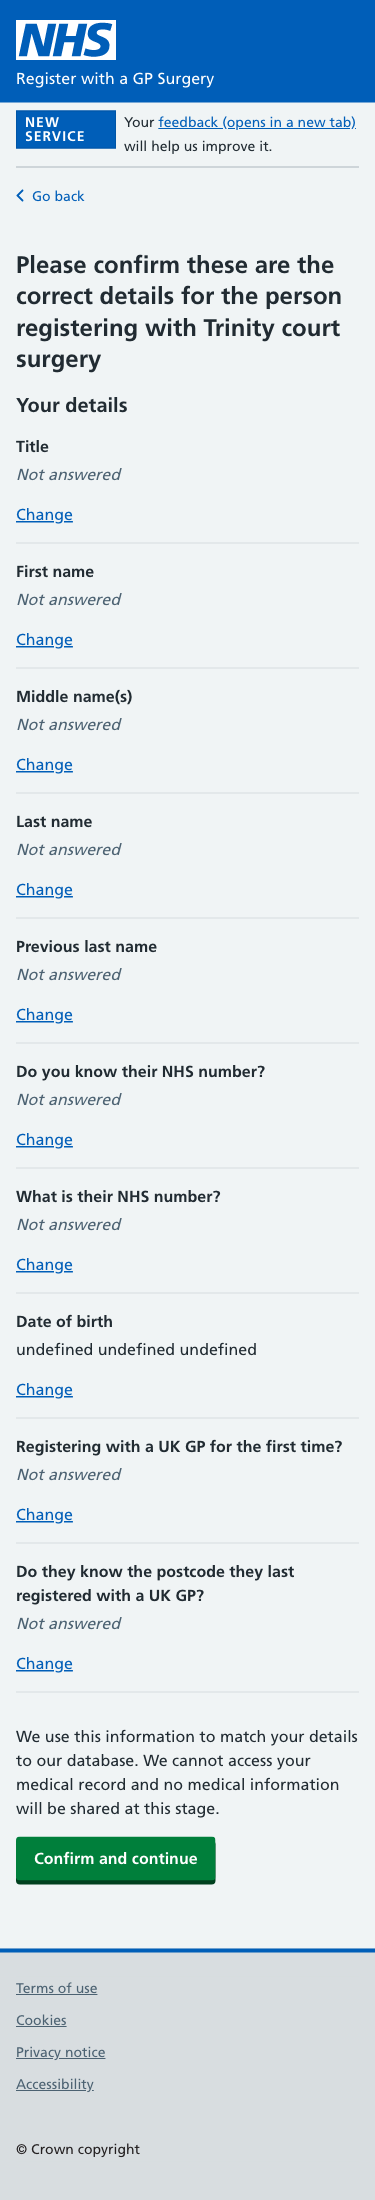 NHS
Register with a GP Surgery
NEW
SERVICE
Your feedback (opens in a new tab)
will help us improve it.
Go back
Please confirm these are the
correct details for the person
registering with Trinity court
surgery
Your details
Title
Not answered
Change
First name
Not answered
Change
Middle name(s)
Not answered
Change
Last name
Not answered
Change
Previous last name
Not answered
Change
Do you know their NHS number?
Not answered
Change
What is their NHS number?
Not answered
Change
Date of birth
undefined undefined undefined
Change
Registering with a UK GP for the first time?
Not answered
Change
Do they know the postcode they last
registered with a UK GP?
Not answered
Change
We use this information to match your details
to our database. We cannot access your
medical record and no medical information
will be shared at this stage.
Confirm and continue
Terms of use
Cookies
Privacy notice
Accessibility
© Crown copyright